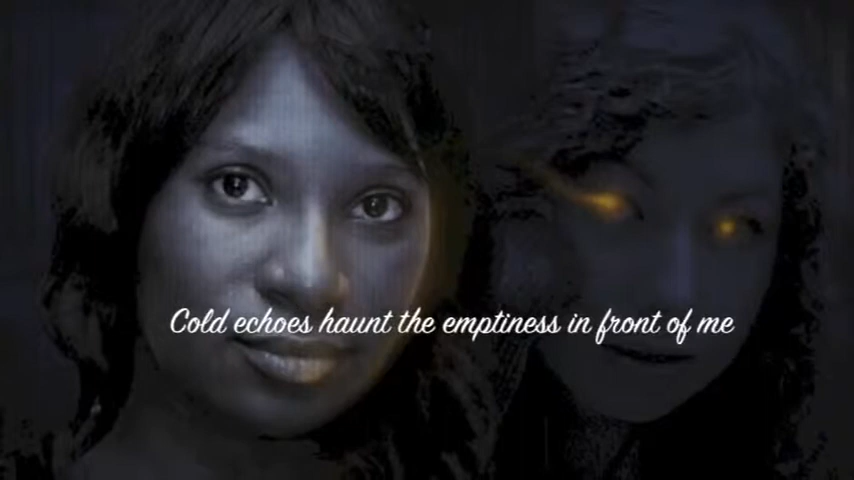 Cold echoes haunt the emptiness in front of me